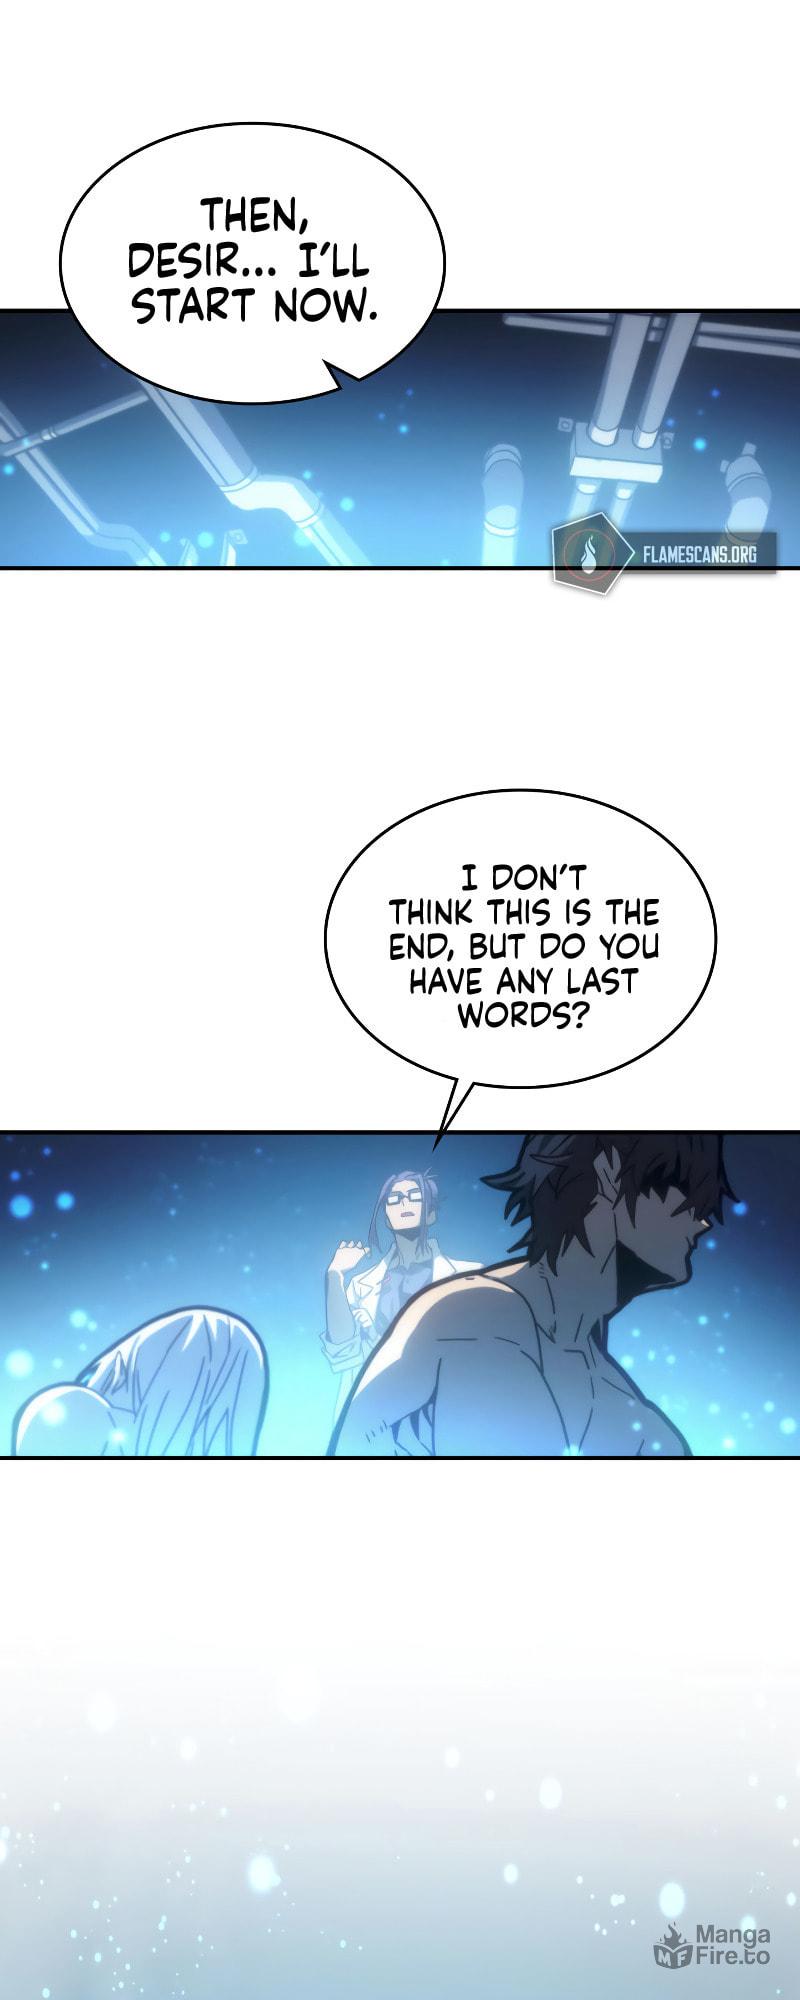 THEN,
DESIR... I'LL
START NOW.
FLAMESCANS.ORG
I DON'T
THINK THIS IS THE
END, BUT DO YOU
HAVE ANY LAST
WORDS?
Manga
MF Fire.to